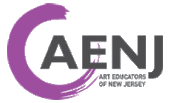 AENJ
ART EDUCATORS
OF NEW JERSEY